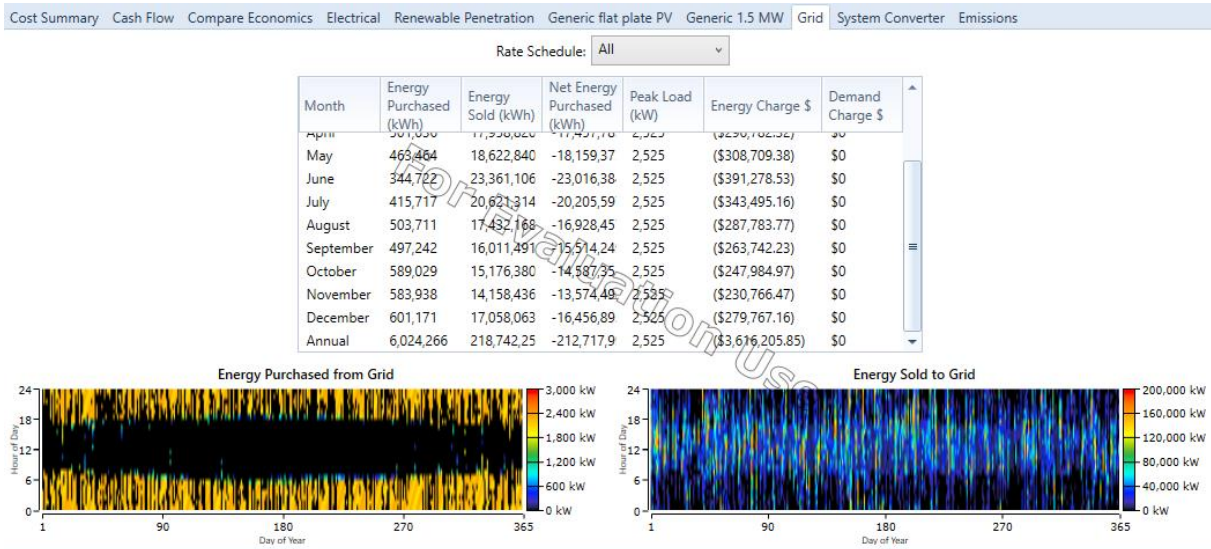 Cost Summary Cash Flow Compare Economics Electrical Renewable Penetration Generic flat plate PV Generic 1.5 MW Grid System Converter Emissions
Rate Schedule: All
Month Energy Purchased (kWh) Energy Sold (kWh) Net Energy Purchased (kWh) Peak Load (kW) Energy Charge $ Demand Charge $
April
May 463,464 18,622,840 -18,159,37 2,525 ($308,709.38) $0
June 344,722 23,361,106 -23,016,38 2,525 ($391,278.53) $0
July 415,717 20,621,314 -20,205,59 2,525 ($343,495.16) $0
August 503,711 17,432,168 -16,928,45 2,525 ($287,783.77) $0
September 497,242 16,011,491 -15,514,24 2,525 ($263,742.23) $0
October 589,029 15,176,380 -14,587,35 2,525 ($247,984.97) $0
November 583,938 14,158,436 -13,574,49 2,525 ($230,766.47) $0
December 601,171 17,058,063 -16,456,89 2,525 ($279,767.16) $0
Annual 6,024,266 218,742,25 -212,717,9 2,525 ($3,616,205.85) $0
For Evaluation Use
Energy Purchased from Grid
24
18
12
6
0
Hour of Day
1 90 180 270 365
Day of Year
3,000 kW
2,400 kW
1,800 kW
1,200 kW
600 kW
0 kW
Energy Sold to Grid
24
18
12
6
0
Hour of Day
1 90 180 270 365
Day of Year
200,000 kW
160,000 kW
120,000 kW
80,000 kW
40,000 kW
0 kW